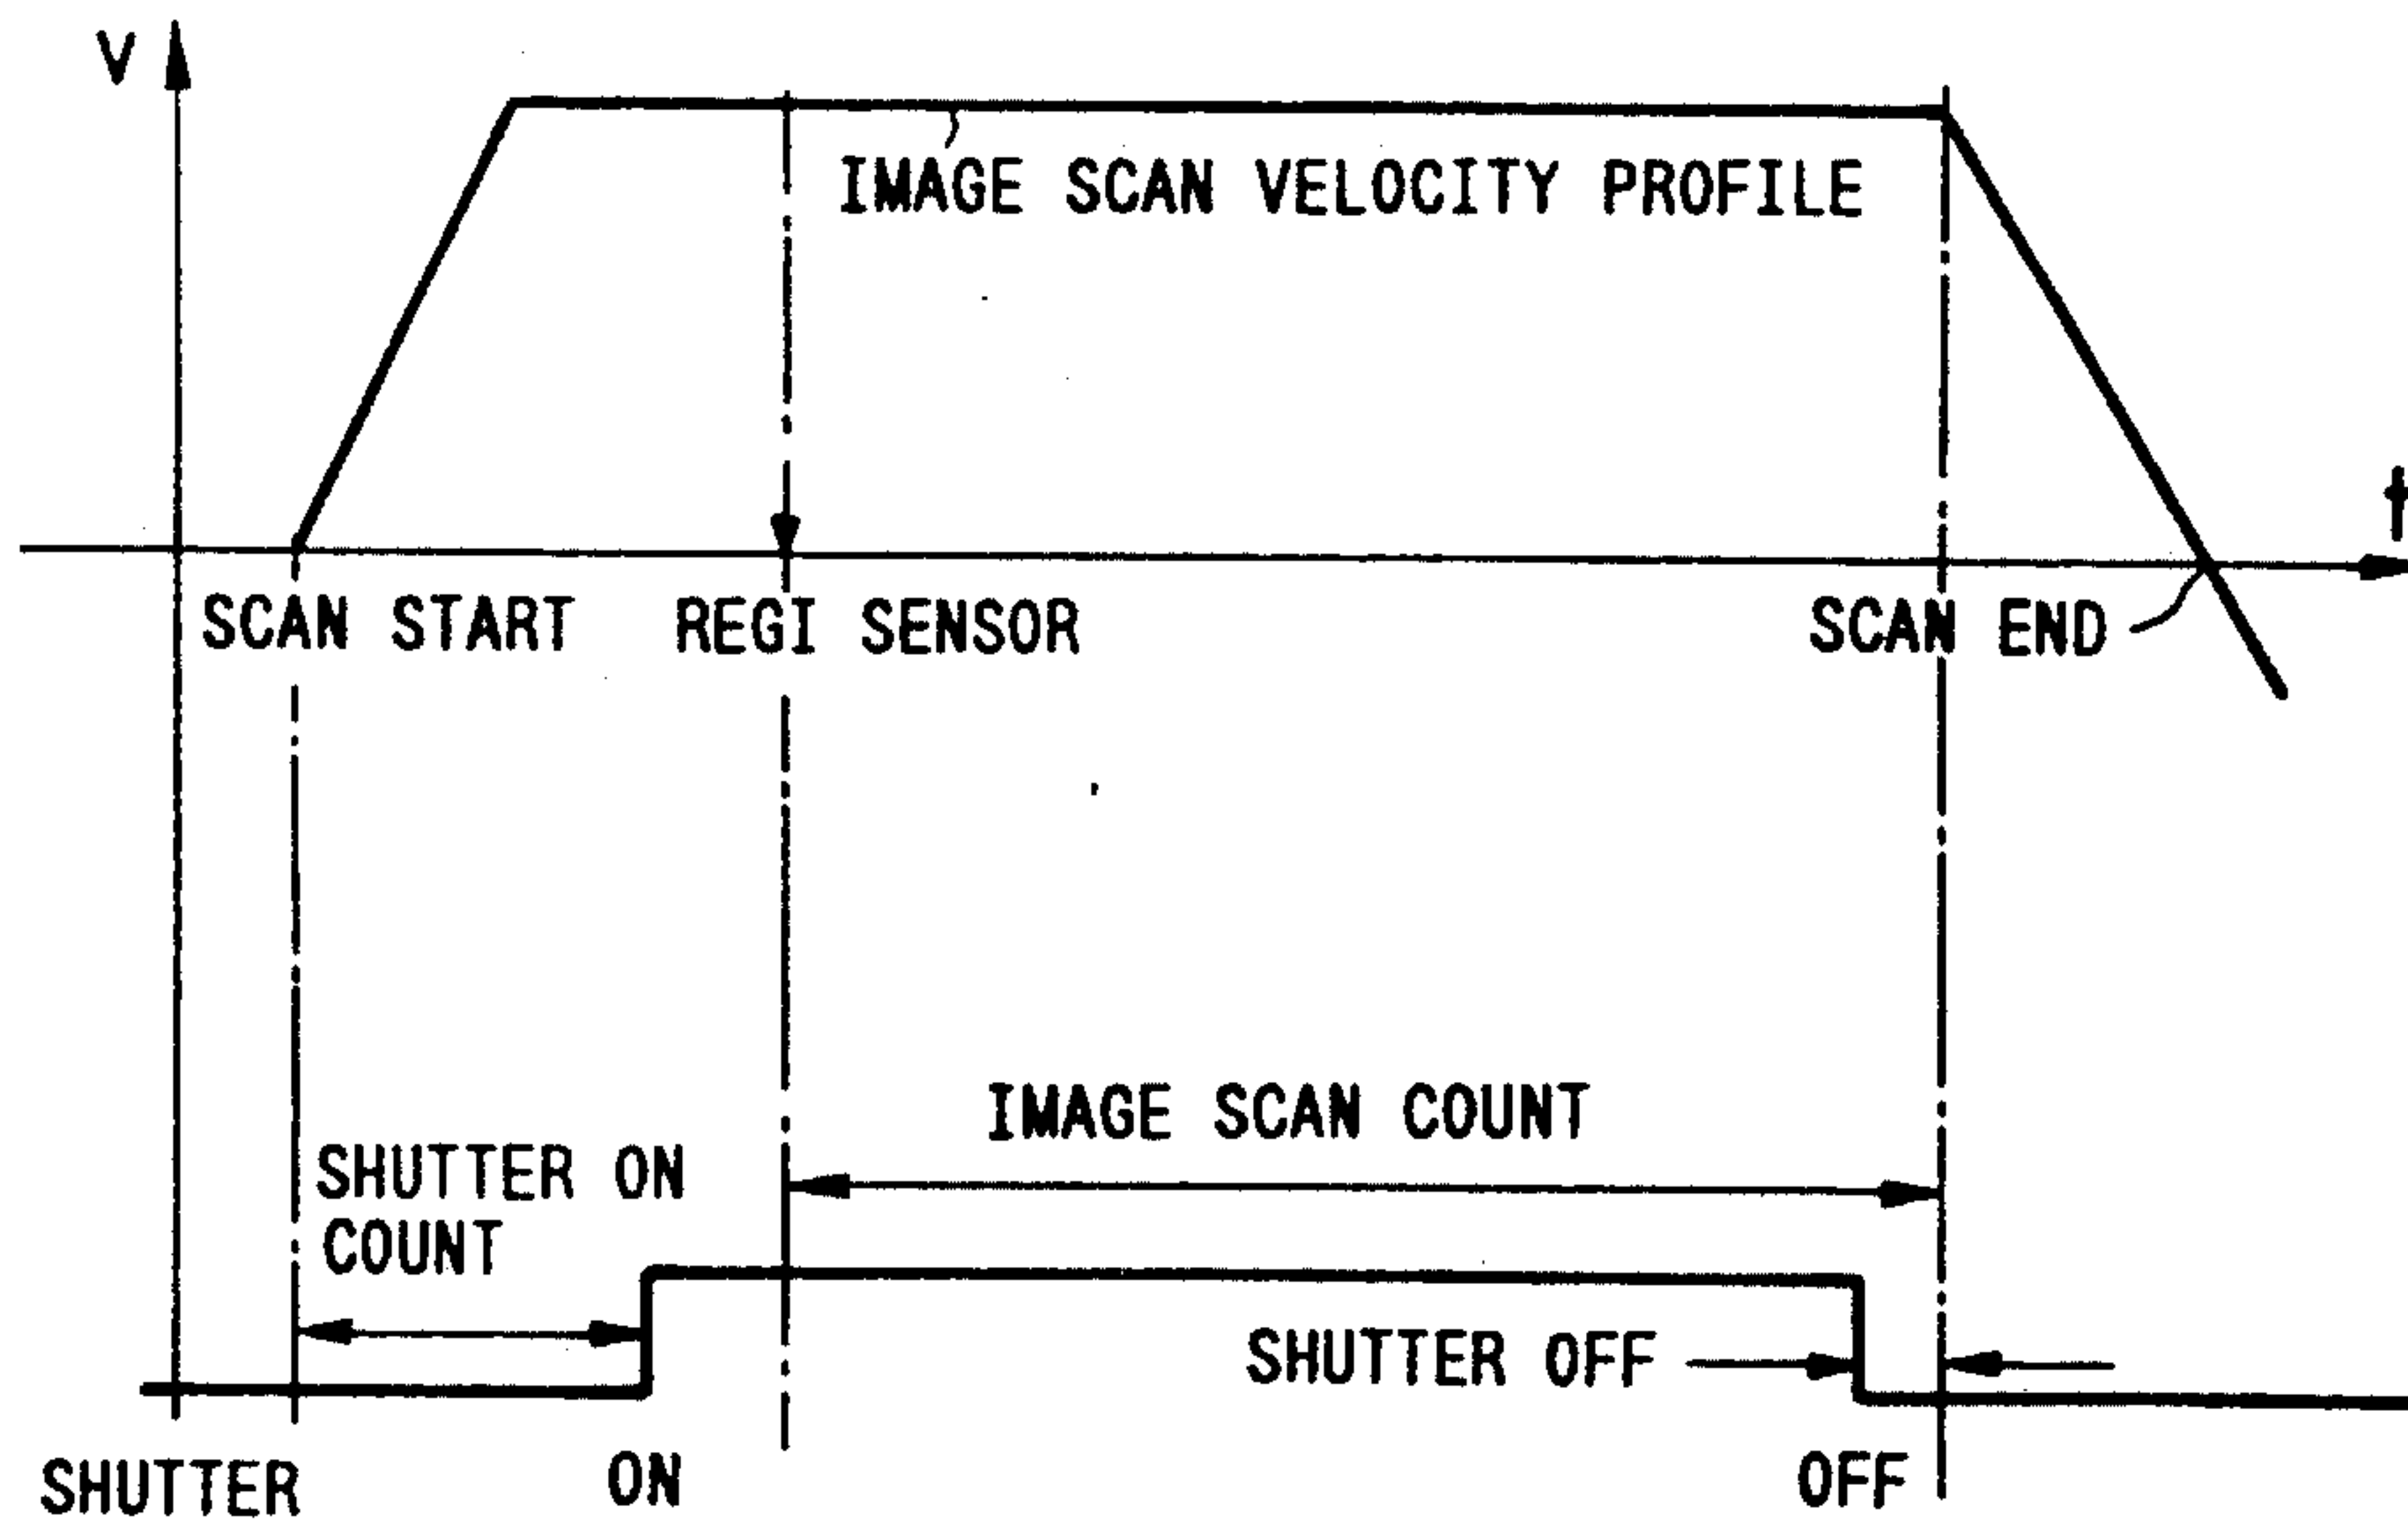 V
IMAGE SCAN VELOCITY PROFILE
t
SCAN START
REGI SENSOR
SCAN END
IMAGE SCAN COUNT
SHUTTER ON
COUNT
SHUTTER OFF
SHUTTER
ON
OFF